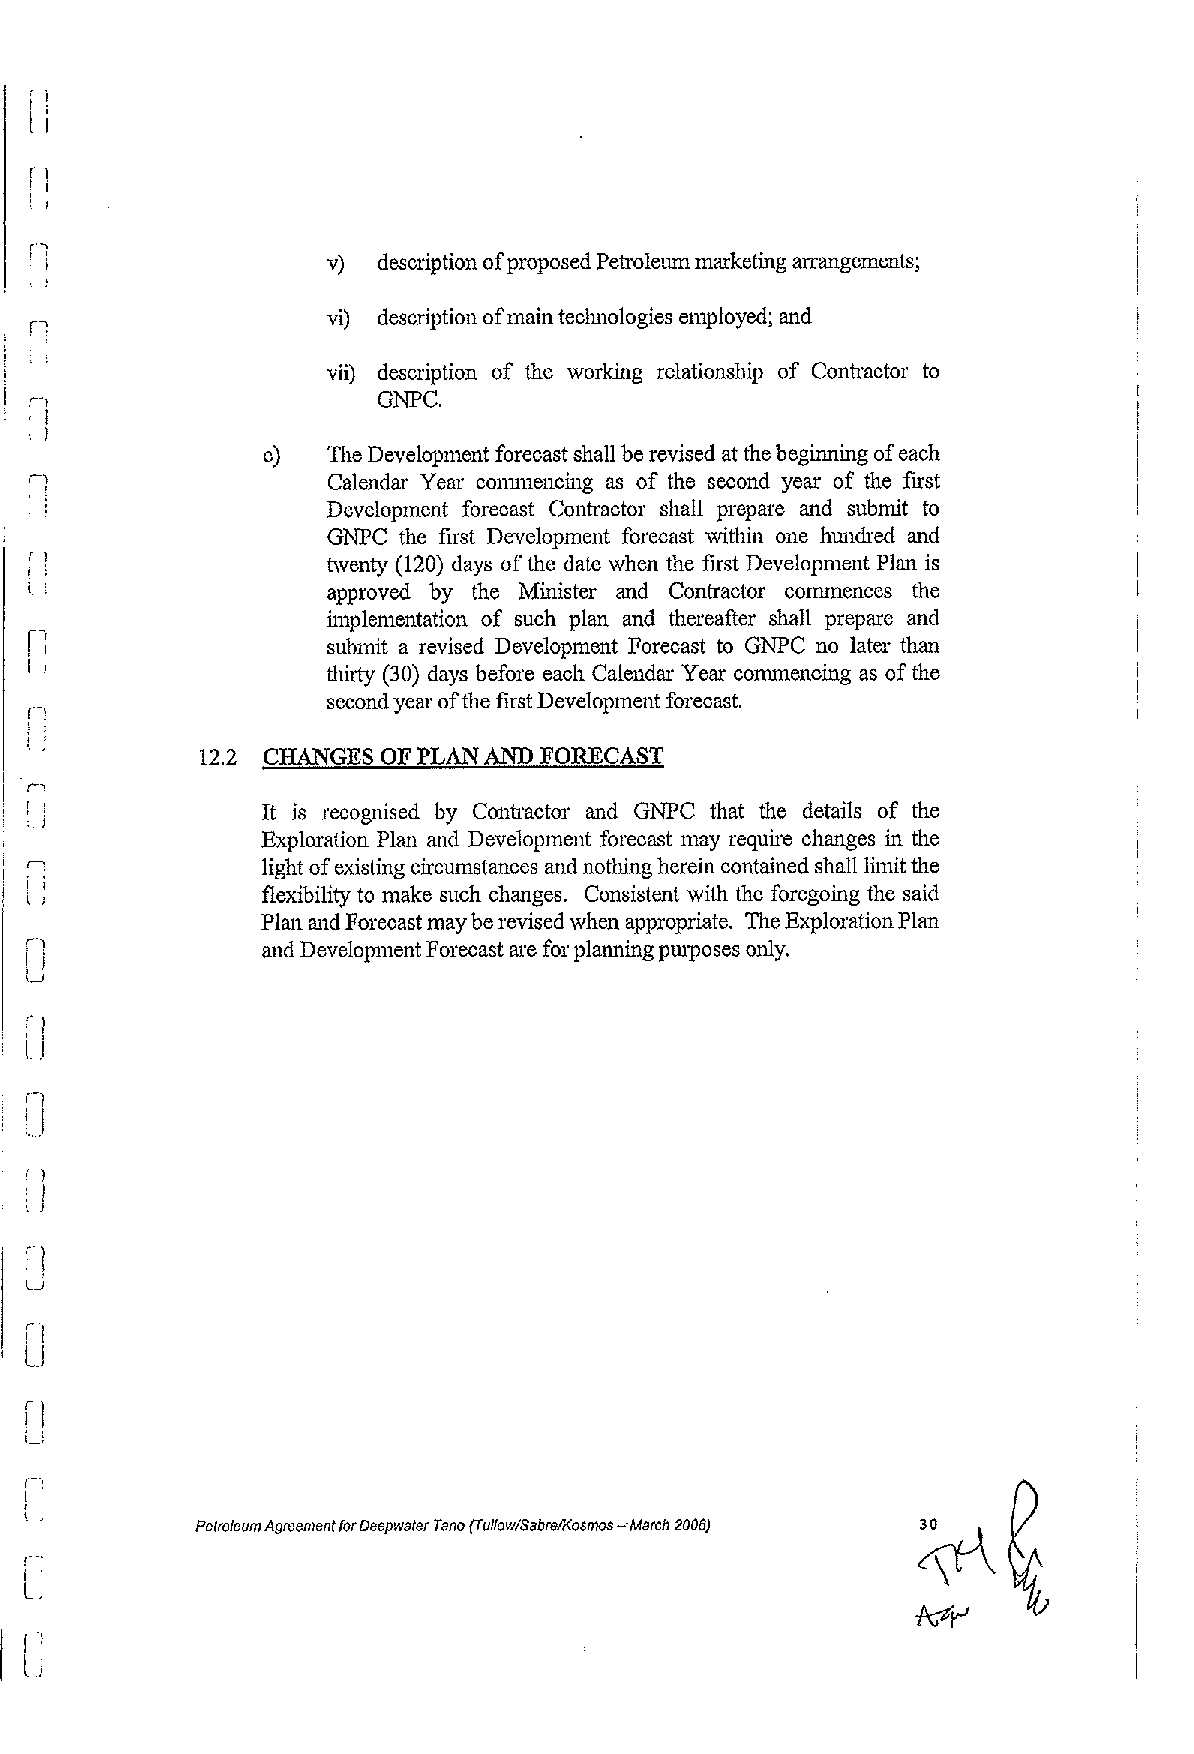 v) description of proposed Petroleum marketing arrangements;
vi) description of main technologies employed; and
vii) description of the working relationship of Contractor to
GNPC.
c) The Development forecast shall be revised at the beginning of each
Calendar Year commencing as of the second year of the first
Development forecast Contractor shall prepare and submit to
GNPC the first Development forecast within one hundred and
twenty (120) days of the date when the first Development Plan is
approved by the Minister and Contractor commences the
implementation of such plan and thereafter shall prepare and
submit a revised Development Forecast to GNPC no later than
thirty (30) days before each Calendar Year commencing as of the
second year of the first Development forecast.
12.2 CHANGES OF PLAN AND FORECAST
It is recognised by Contractor and GNPC that the details of the
Exploration Plan and Development forecast may require changes in the
light of existing circumstances and nothing herein contained shall limit the
flexibility to make such changes. Consistent with the foregoing the said
Plan and Forecast may be revised when appropriate. The Exploration Plan
and Development Forecast are for planning purposes only.
Petroleum Agreement for Deepwater Tano (Tullow/Sabre/Kosmos – March 2006) 30
TM